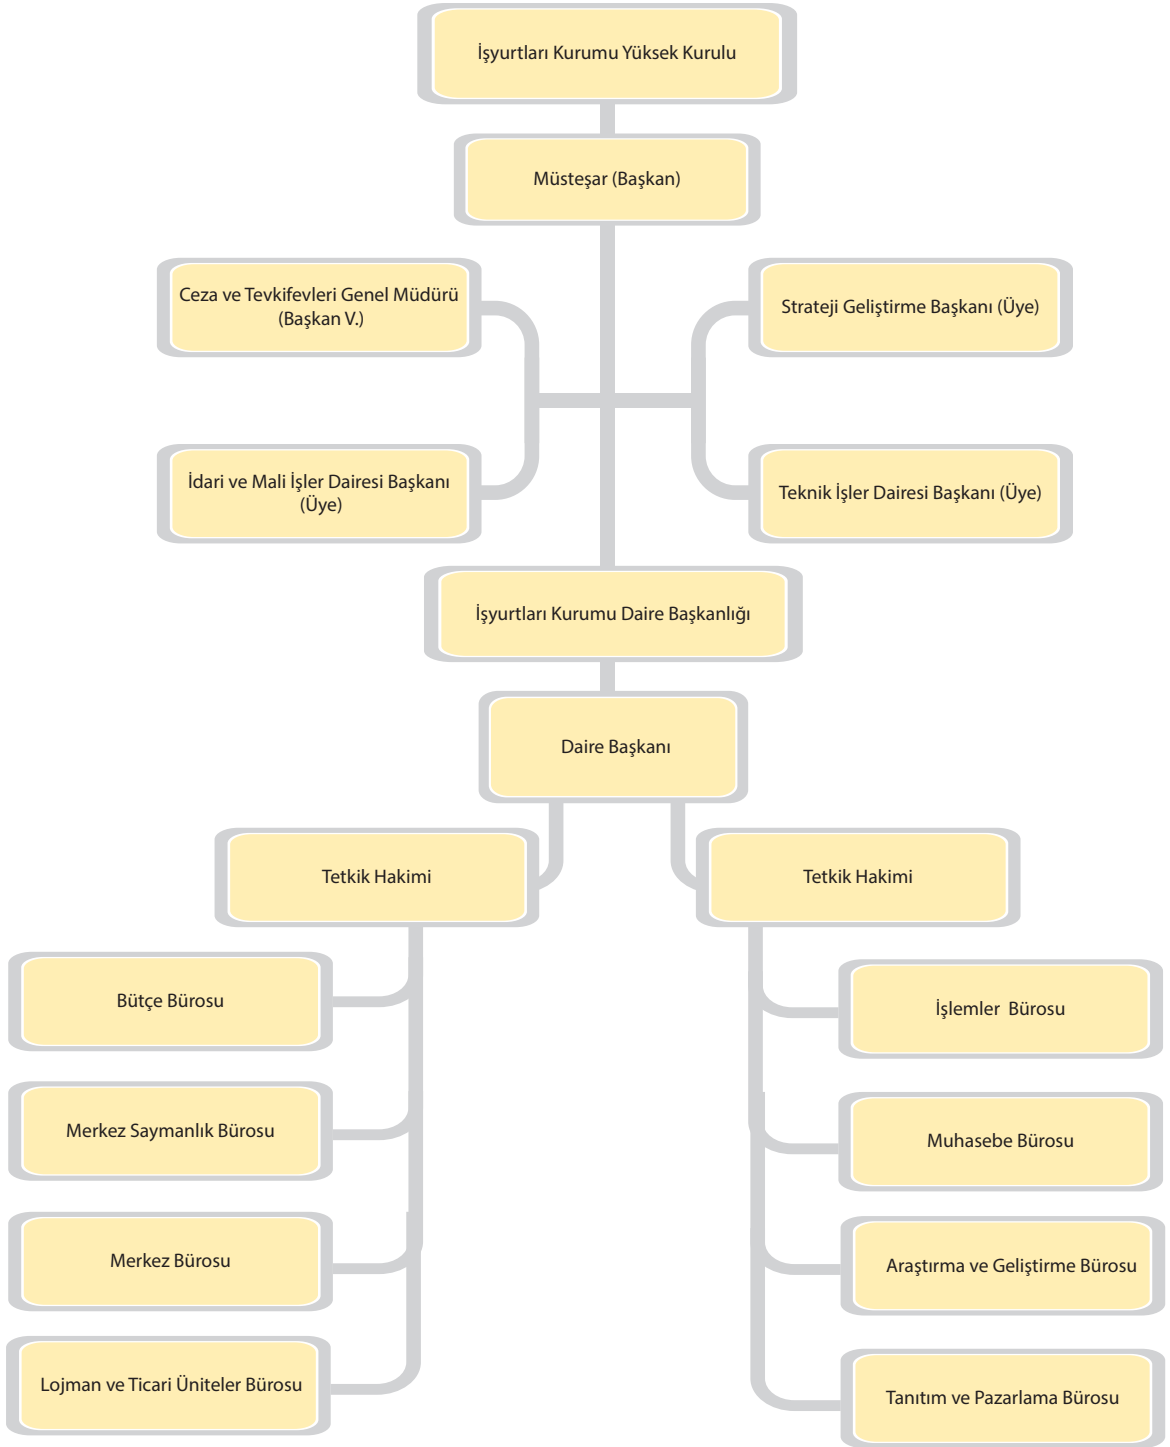 İşyurtları Kurumu Yüksek Kurulu
Müsteşar (Başkan)
Ceza ve Tevkifevleri Genel Müdürü
(Başkan V.)
Strateji Geliştirme Başkanı (Üye)
İdari ve Mali İşler Dairesi Başkanı
(Üye)
Teknik İşler Dairesi Başkanı (Üye)
İşyurtları Kurumu Daire Başkanlığı
Daire Başkanı
Tetkik Hakimi
Tetkik Hakimi
Bütçe Bürosu
Merkez Saymanlık Bürosu
Merkez Bürosu
Lojman ve Ticari Üniteler Bürosu
İşlemler Bürosu
Muhasebe Bürosu
Araştırma ve Geliştirme Bürosu
Tanıtım ve Pazarlama Bürosu